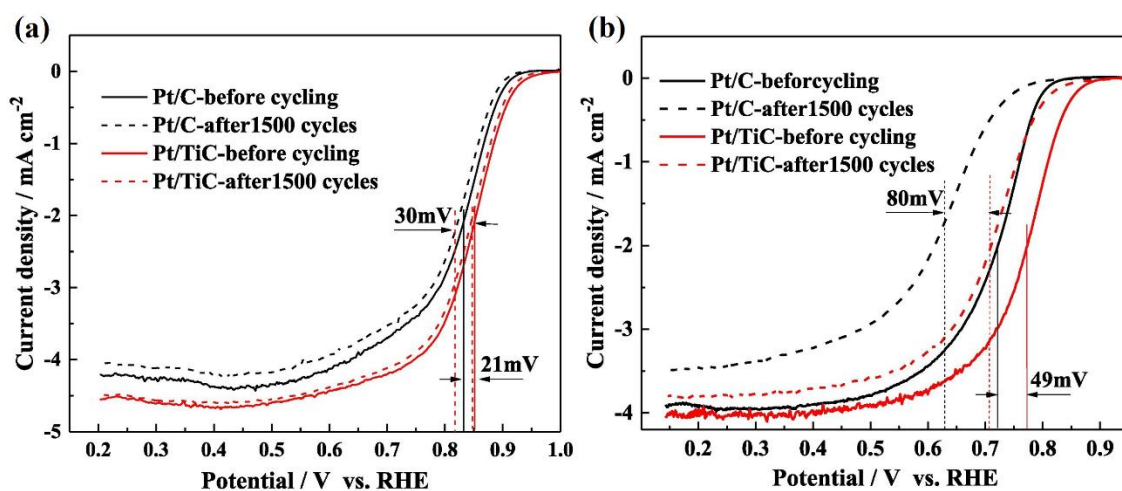 (a)
Pt/C-before cycling
Pt/C-after1500 cycles
Pt/TiC-before cycling
Pt/TiC-after1500 cycles
30mV
21mV
0
-1
-2
-3
-4
-5
0.2 0.3 0.4 0.5 0.6 0.7 0.8 0.9 1.0
Current density / mA cm⁻²
Potential / V vs. RHE
(b)
Pt/C-beforcycling
Pt/C-after1500 cycles
Pt/TiC-before cycling
Pt/TiC-after1500 cycles
80mV
49mV
0
-1
-2
-3
-4
0.2 0.3 0.4 0.5 0.6 0.7 0.8 0.9
Current density / mA cm⁻²
Potential / V vs. RHE